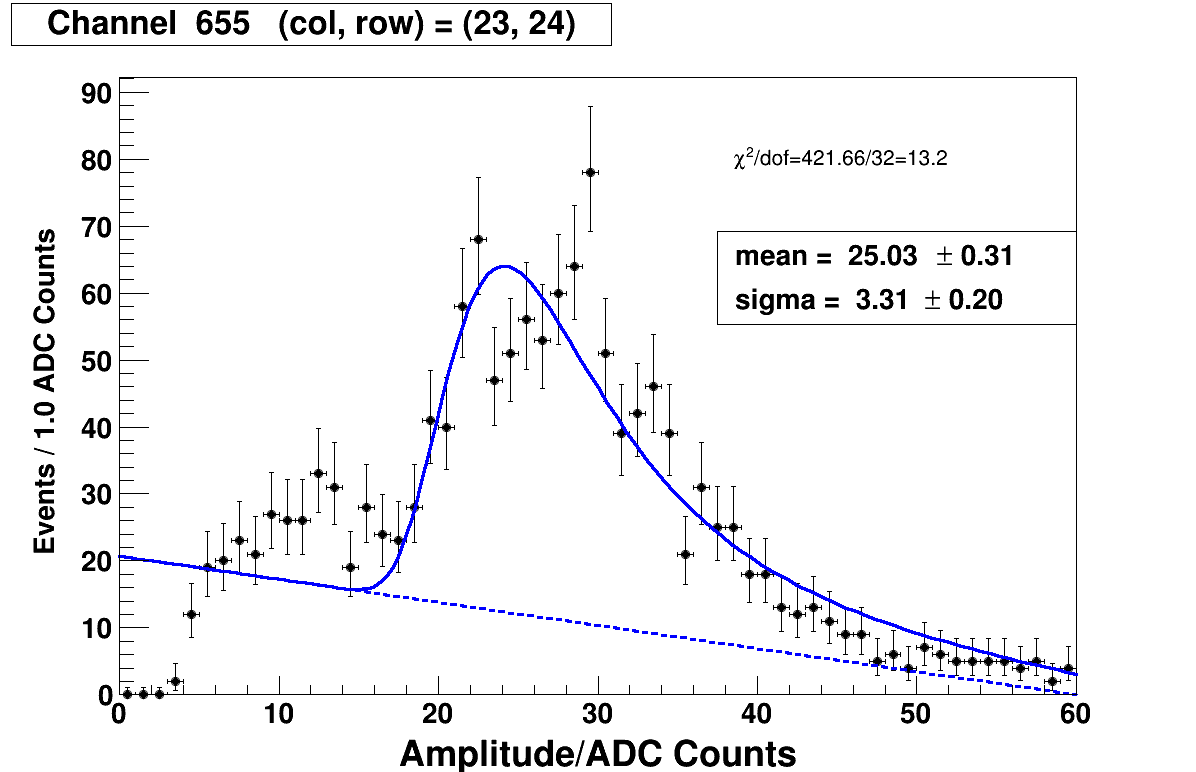 Channel 655 (col, row) = (23, 24)
90
80
70
60
50
40
30
20
10
0
Events / 1.0 ADC Counts
χ²/dof=421.66/32=13.2
mean = 25.03 ± 0.31
sigma = 3.31 ± 0.20
0 10 20 30 40 50 60
Amplitude/ADC Counts